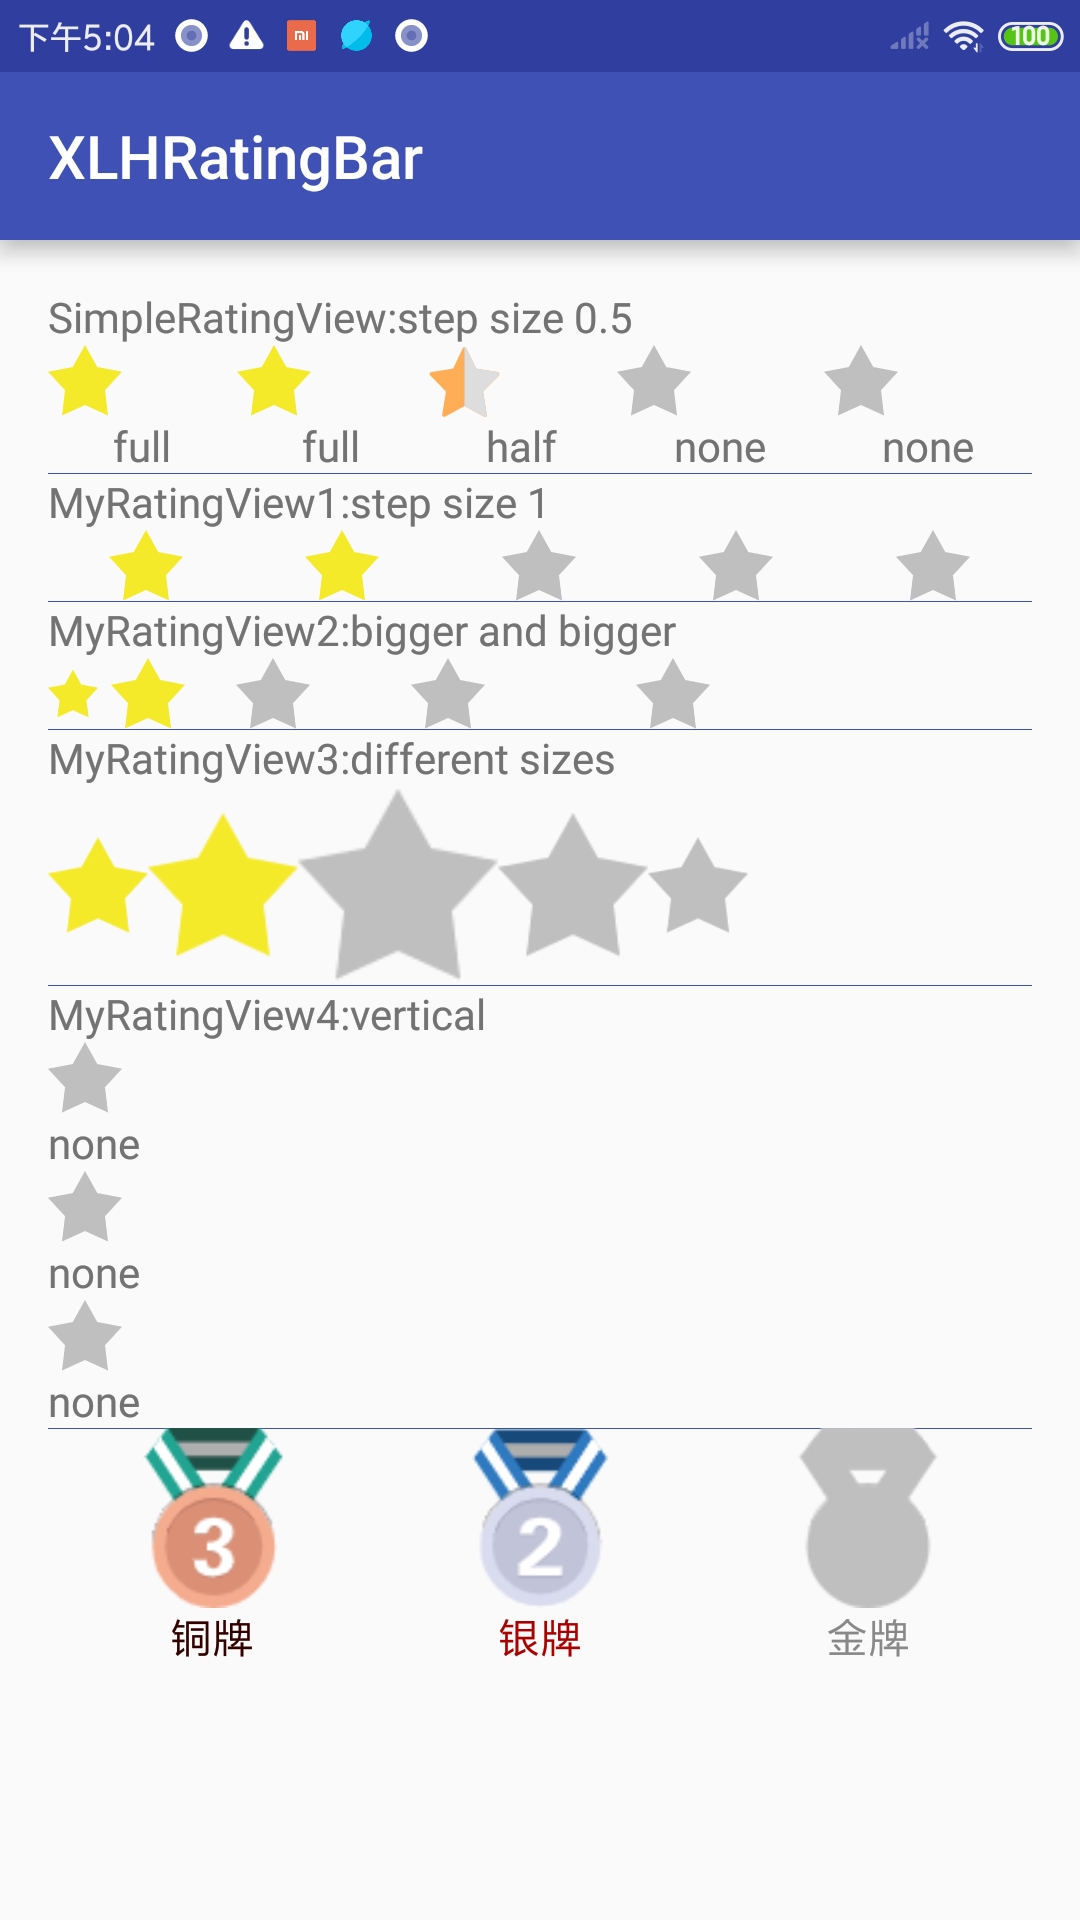 下午5:04 100
XLHRatingBar
SimpleRatingView:step size 0.5
full full half none none
MyRatingView1:step size 1
MyRatingView2:bigger and bigger
MyRatingView3:different sizes
MyRatingView4:vertical
none
none
none
3 2
铜牌 银牌 金牌